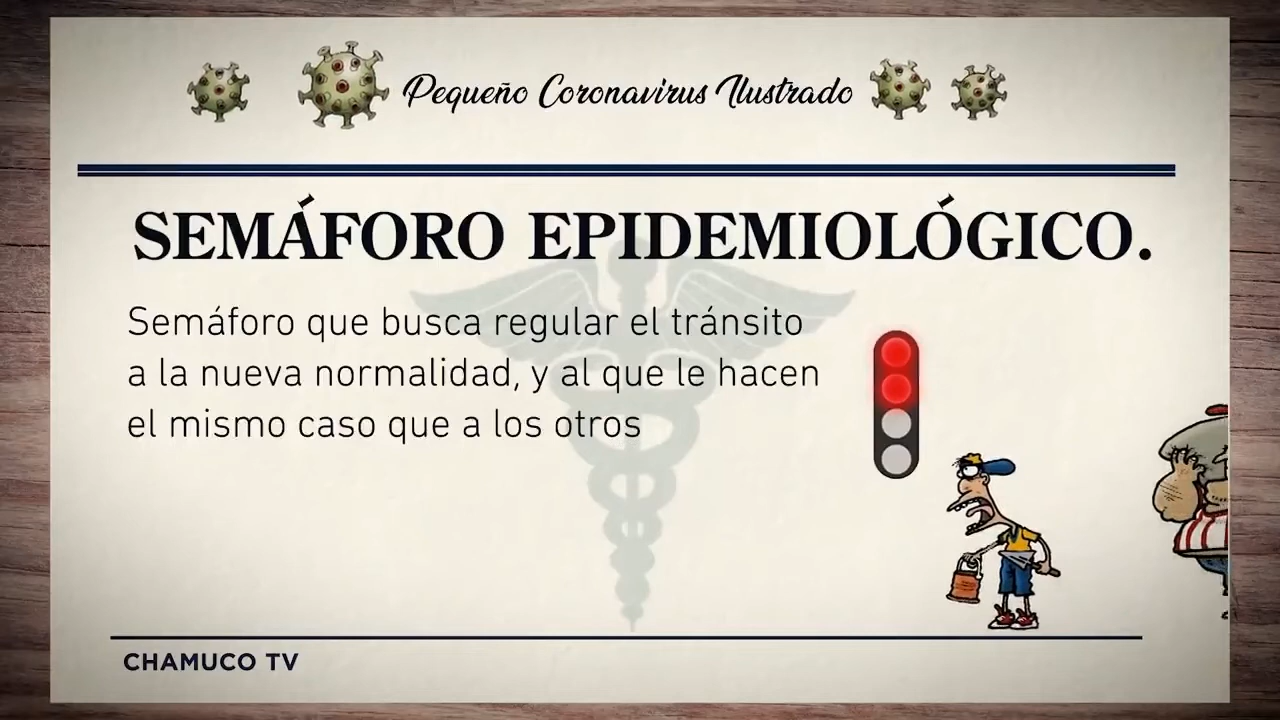 Pequeño Coronavirus Ilustrado
SEMÁFORO EPIDEMIOLÓGICO.
Semáforo que busca regular el tránsito
a la nueva normalidad, y al que le hacen
el mismo caso que a los otros
CHAMUCO TV